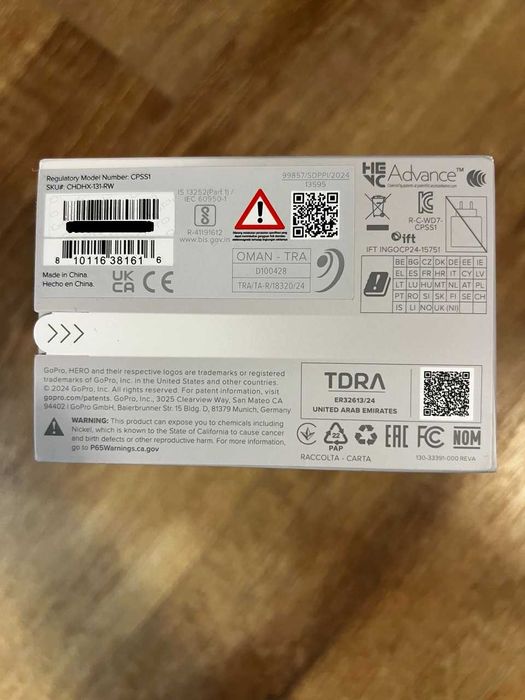 Regulatory Model Number: CPSS1
SKU#: CHDHX-131-RW
8 10116 38161 6
Made in China.
Hecho en China.
UK
CA
CE
IS 13252(Part 1) /
IEC 60950-1
R-41191612
www.bis.gov.in
99857/SDPPI/2024
13595
OMAN - TRA
D100428
TRA/TA-R/18320/24
HEVC Advance™
R-C-WD7-
CPSS1
ift
IFT INGOCP24-15751
BE BG CZ DK DE EE IE
EL ES FR HR IT CY LV
LT LU HU MT NL AT PL
PT RO SI SK FI SE CH
IS LI NO UK (NI)
GoPro, HERO and their respective logos are trademarks or registered
trademarks of GoPro, Inc. in the United States and other countries.
© 2024 GoPro, Inc. All rights reserved. For patent information, visit
gopro.com/patents. GoPro, Inc., 3025 Clearview Way, San Mateo CA
94402 | GoPro GmbH, Baierbrunner Str. 15 Bldg. D, 81379 Munich, Germany
WARNING: This product can expose you to chemicals including
Nickel, which is known to the State of California to cause cancer
and birth defects or other reproductive harm. For more information,
go to P65Warnings.ca.gov
TDRA
ER32613/24
UNITED ARAB EMIRATES
22
PAP
EAC FC NOM
RACCOLTA - CARTA
130-33391-000 REVA